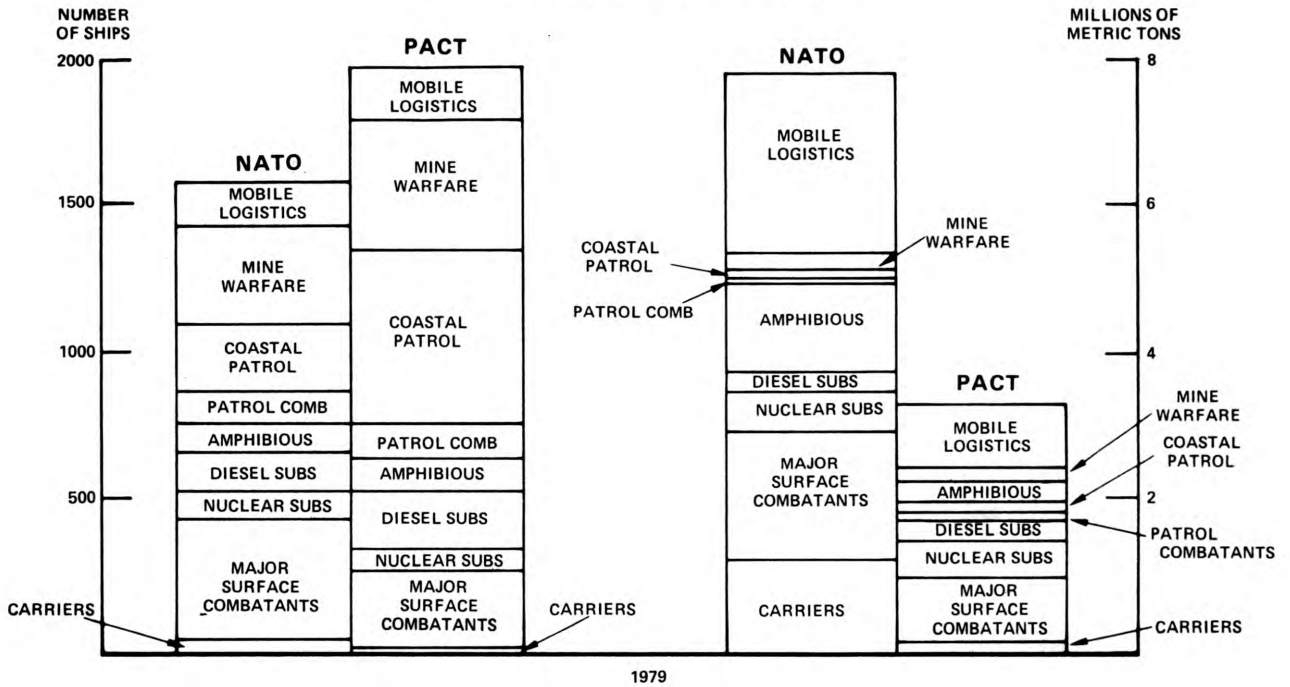 NUMBER
OF SHIPS
2000
1500
1000
500
NATO
MOBILE
LOGISTICS
MINE
WARFARE
COASTAL
PATROL
PATROL COMB
AMPHIBIOUS
DIESEL SUBS
NUCLEAR SUBS
MAJOR
SURFACE
COMBATANTS
CARRIERS
PACT
MOBILE
LOGISTICS
MINE
WARFARE
COASTAL
PATROL
PATROL COMB
AMPHIBIOUS
DIESEL SUBS
NUCLEAR SUBS
MAJOR
SURFACE
COMBATANTS
CARRIERS
NATO
MOBILE
LOGISTICS
MINE
WARFARE
COASTAL
PATROL
PATROL COMB
AMPHIBIOUS
DIESEL SUBS
NUCLEAR SUBS
MAJOR
SURFACE
COMBATANTS
CARRIERS
PACT
MOBILE
LOGISTICS
MINE
WARFARE
AMPHIBIOUS
COASTAL
PATROL
PATROL
COMBATANTS
DIESEL SUBS
NUCLEAR SUBS
MAJOR
SURFACE
COMBATANTS
CARRIERS
MILLIONS OF
METRIC TONS
8
6
4
2
1979